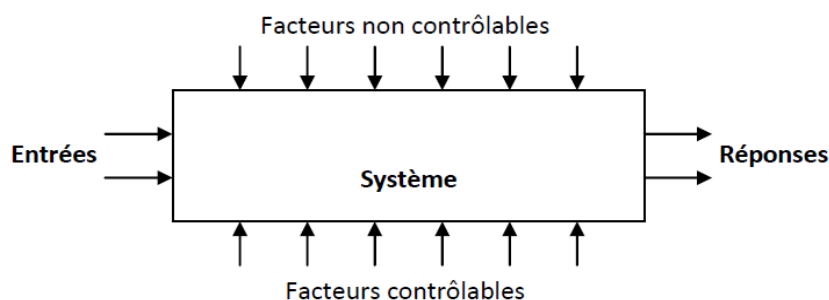 Facteurs non contrôlables
Entrées
Système
Réponses
Facteurs contrôlables